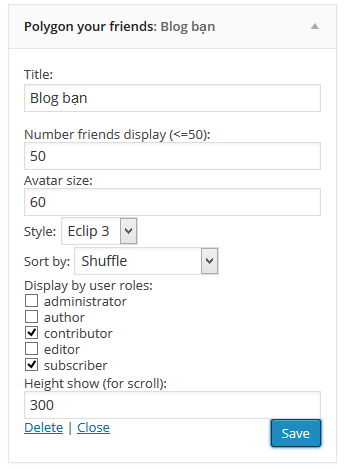 Polygon your friends: Blog bạn
Title:
Blog bạn
Number friends display (<=50):
50
Avatar size:
60
Style: Eclip 3
Sort by: Shuffle
Display by user roles:
administrator
author
contributor
editor
subscriber
Height show (for scroll):
300
Delete | Close Save